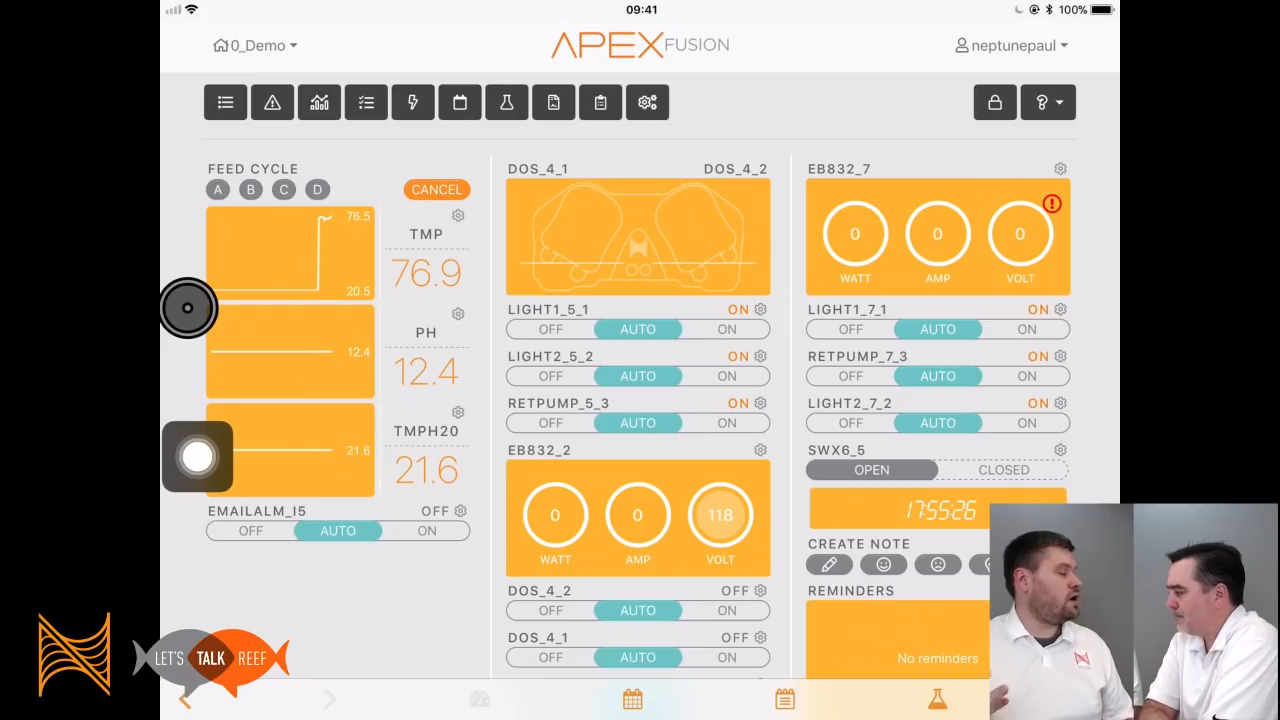 09:41
100%
0_Demo
APEX FUSION
neptunepaul
?
FEED CYCLE
A B C D
CANCEL
76.5
20.5
TMP
76.9
12.4
PH
12.4
21.6
TMPH20
21.6
EMAILALM_I5 OFF
OFF AUTO ON
DOS_4_1 DOS_4_2
LIGHT1_5_1 ON
OFF AUTO ON
LIGHT2_5_2 ON
OFF AUTO ON
RETPUMP_5_3 ON
OFF AUTO ON
EB832_2
0 0 118
WATT AMP VOLT
DOS_4_2 OFF
OFF AUTO ON
DOS_4_1 OFF
OFF AUTO ON
EB832_7
0 0 0
WATT AMP VOLT
LIGHT1_7_1 ON
OFF AUTO ON
RETPUMP_7_3 ON
OFF AUTO ON
LIGHT2_7_2 ON
OFF AUTO ON
SWX6_5
OPEN CLOSED
17:55:26
CREATE NOTE
REMINDERS
No reminders
LET'S TALK REEF